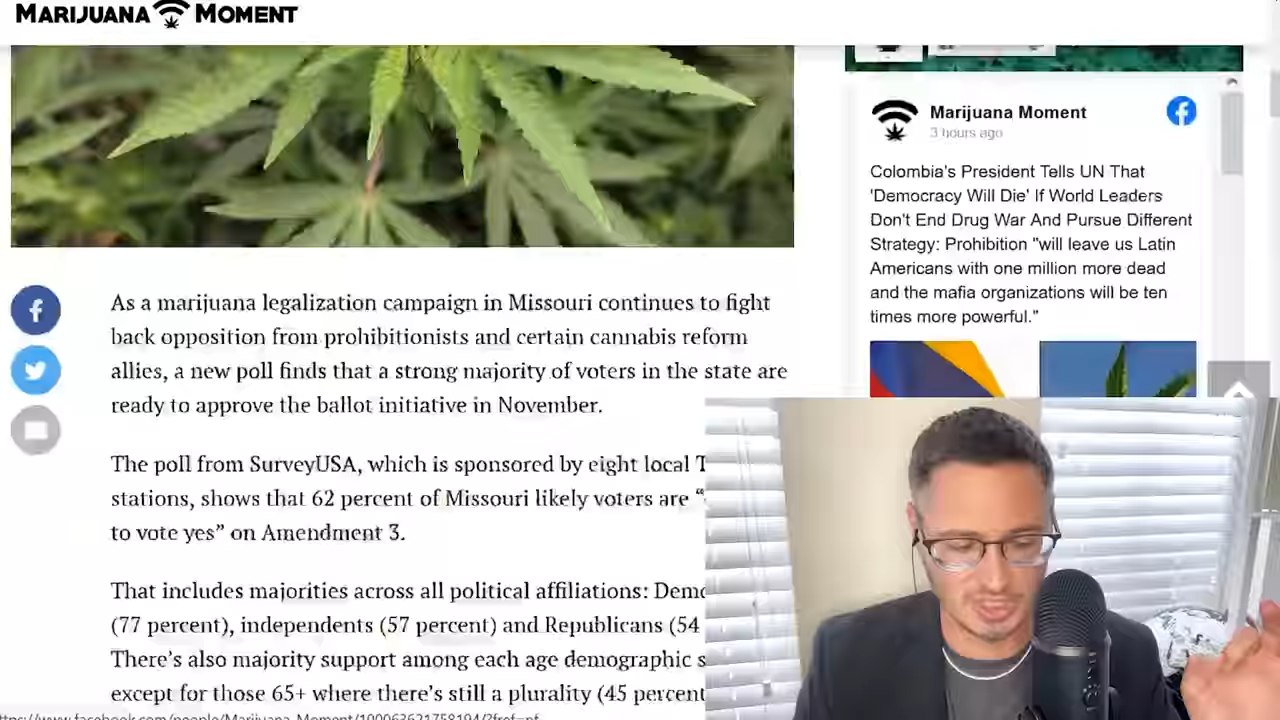 MARIJUANA MOMENT
As a marijuana legalization campaign in Missouri continues to fight
back opposition from prohibitionists and certain cannabis reform
allies, a new poll finds that a strong majority of voters in the state are
ready to approve the ballot initiative in November.
The poll from SurveyUSA, which is sponsored by eight local
stations, shows that 62 percent of Missouri likely voters are “
to vote yes” on Amendment 3.
That includes majorities across all political affiliations:
(77 percent), independents (57 percent) and Republicans (54
There’s also majority support among each age demographic
except for those 65+ where there’s still a plurality (45 percent
Marijuana Moment
3 hours ago
Colombia's President Tells UN That
'Democracy Will Die' If World Leaders
Don't End Drug War And Pursue Different
Strategy: Prohibition "will leave us Latin
Americans with one million more dead
and the mafia organizations will be ten
times more powerful."